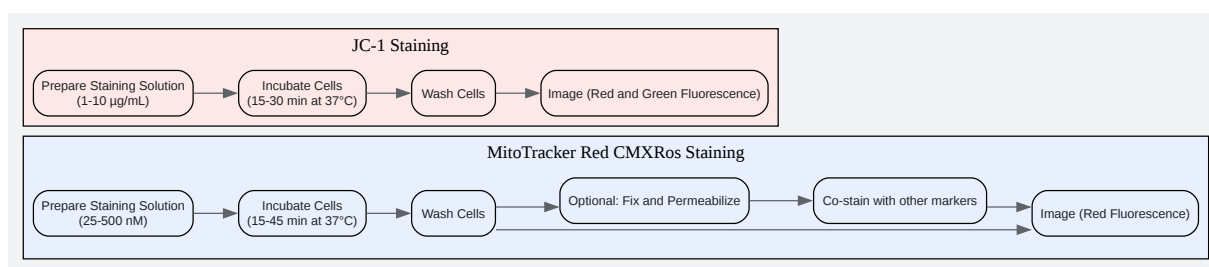 JC-1 Staining
Prepare Staining Solution
(1-10 µg/mL)
Incubate Cells
(15-30 min at 37°C)
Wash Cells
Image (Red and Green Fluorescence)
MitoTracker Red CMXRos Staining
Prepare Staining Solution
(25-500 nM)
Incubate Cells
(15-45 min at 37°C)
Wash Cells
Optional: Fix and Permeabilize
Co-stain with other markers
Image (Red Fluorescence)